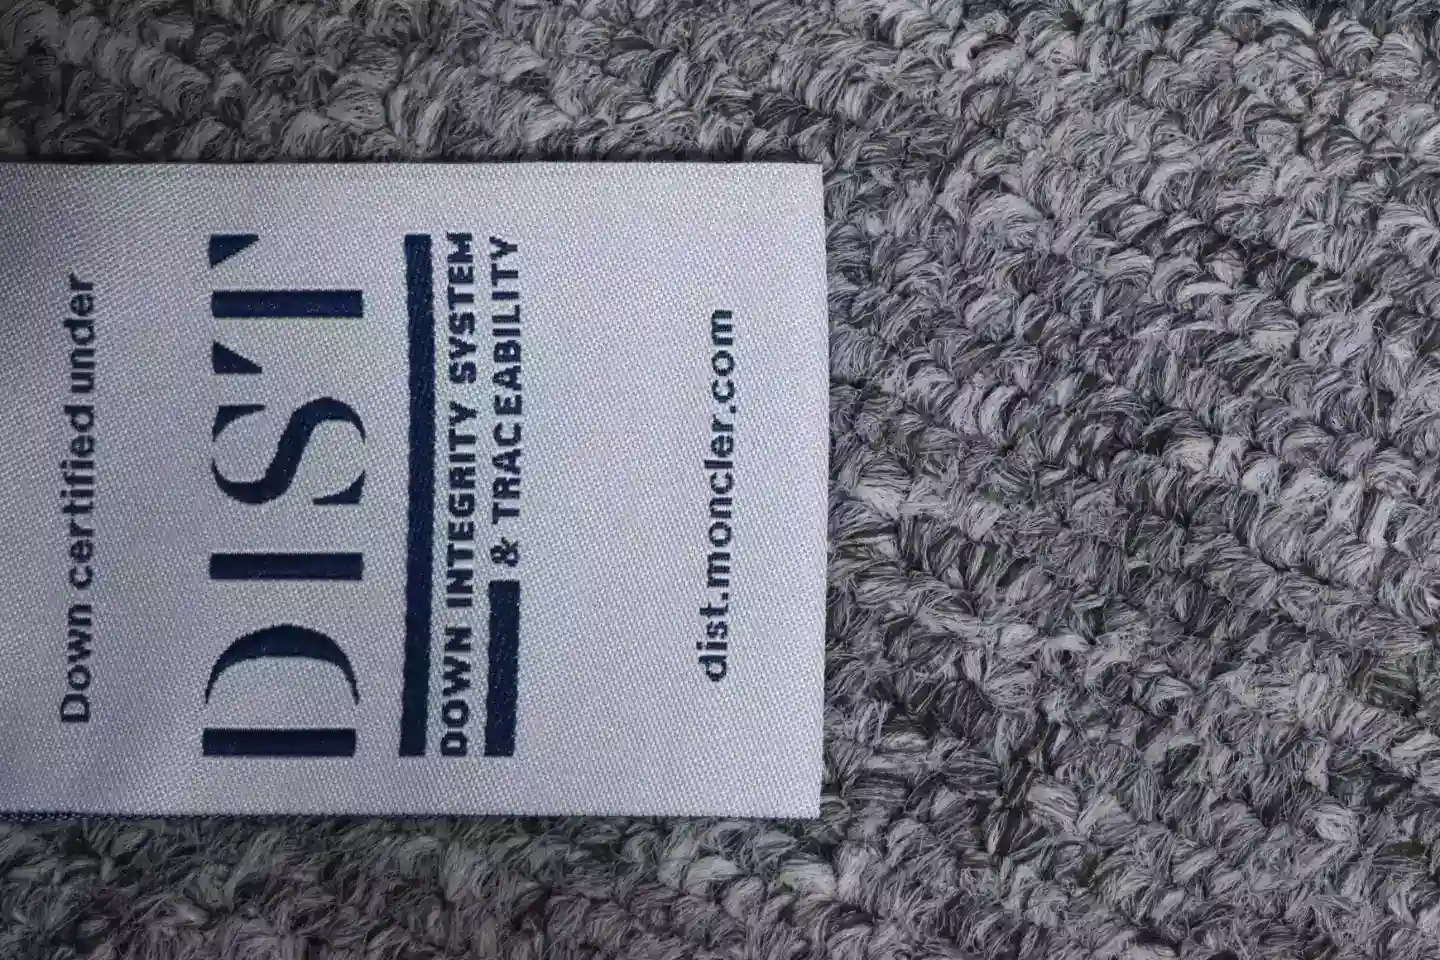 Down certified under
DIST
DOWN INTEGRITY SYSTEM
& TRACEABILITY
dist.moncler.com